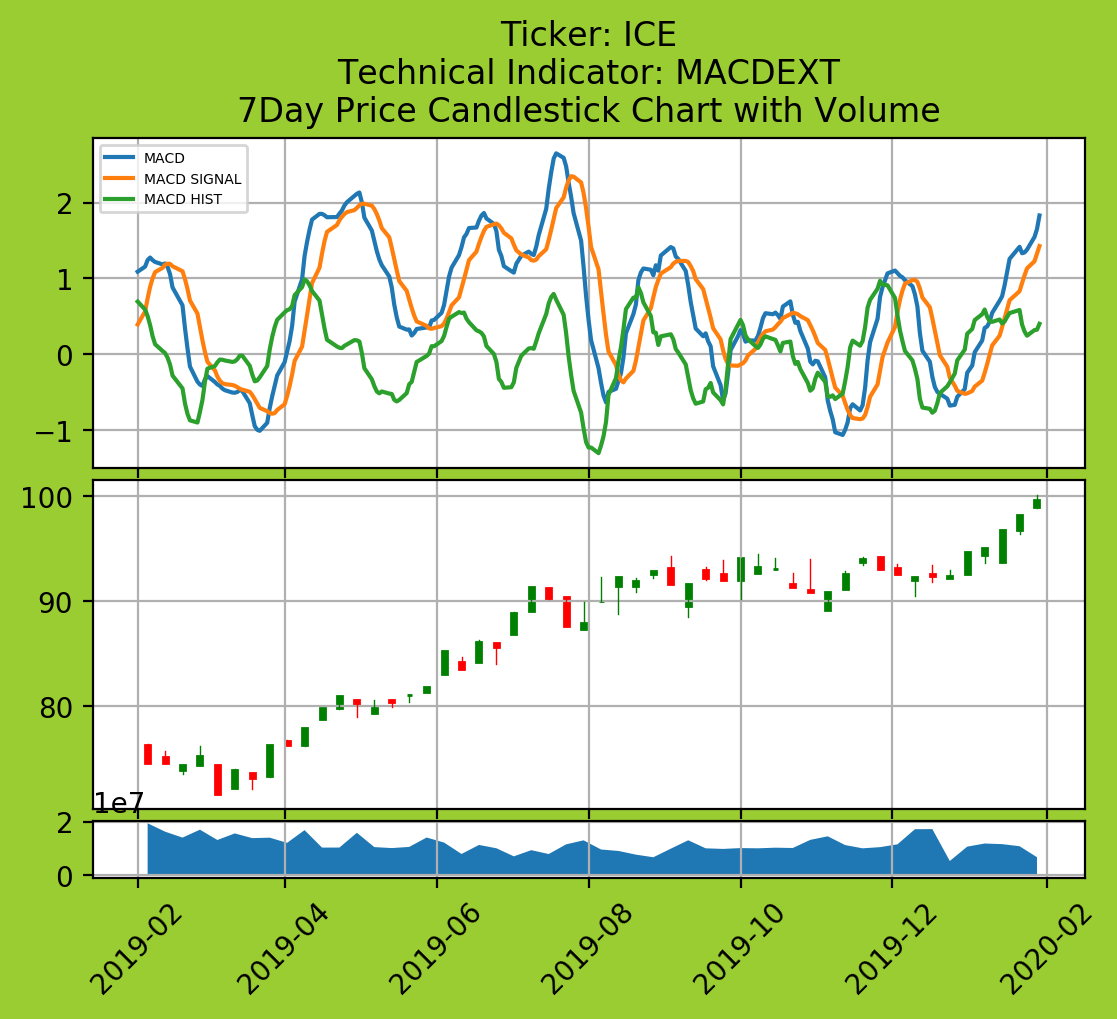 Ticker: ICE
Technical Indicator: MACDEXT
7Day Price Candlestick Chart with Volume
MACD
MACD SIGNAL
MACD HIST
2
1
0
−1
100
90
80
1e7
2
0
2019-02
2019-04
2019-06
2019-08
2019-10
2019-12
2020-02